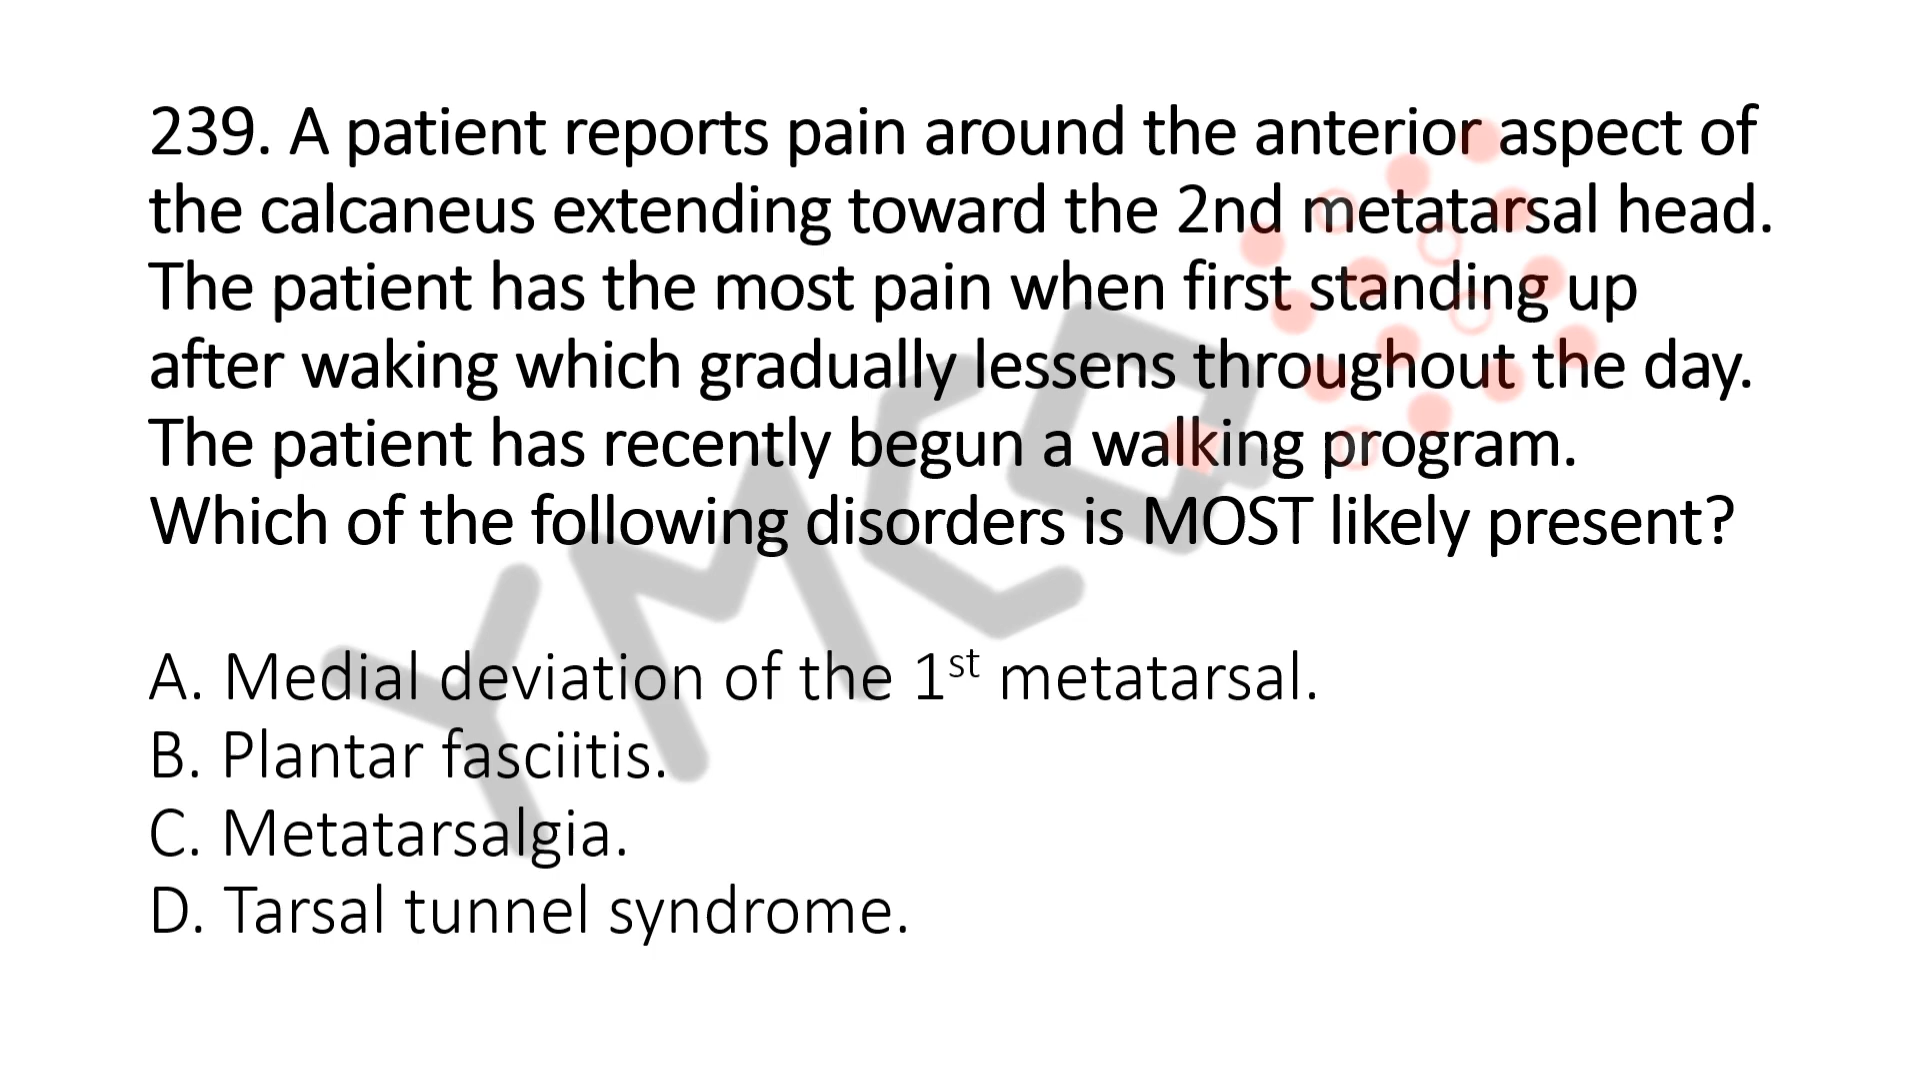 239. A patient reports pain around the anterior aspect of
the calcaneus extending toward the 2nd metatarsal head.
The patient has the most pain when first standing up
after waking which gradually lessens throughout the day.
The patient has recently begun a walking program.
Which of the following disorders is MOST likely present?
A. Medial deviation of the 1st metatarsal.
B. Plantar fasciitis.
C. Metatarsalgia.
D. Tarsal tunnel syndrome.
YMCQ